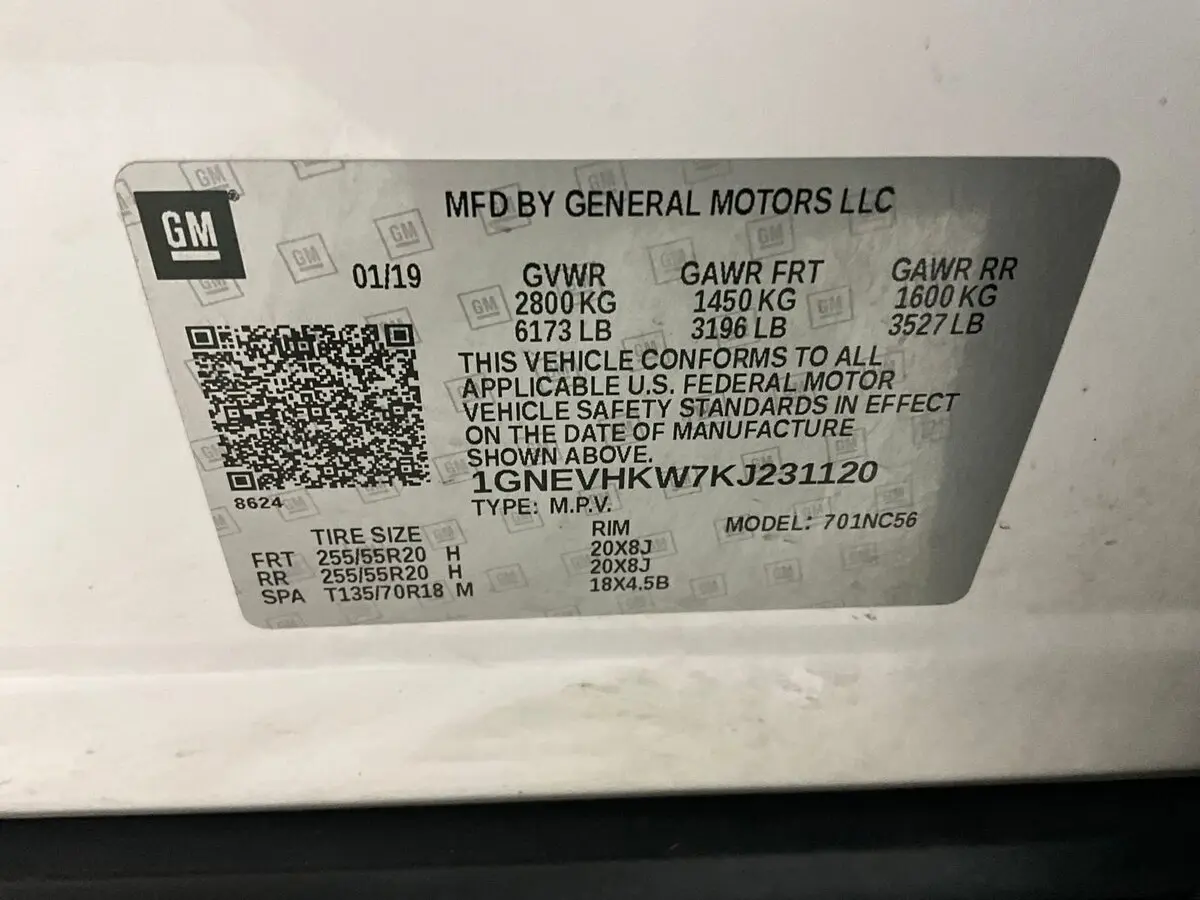 GM
MFD BY GENERAL MOTORS LLC
01/19 GVWR GAWR FRT GAWR RR
2800 KG 1450 KG 1600 KG
6173 LB 3196 LB 3527 LB
THIS VEHICLE CONFORMS TO ALL
APPLICABLE U.S. FEDERAL MOTOR
VEHICLE SAFETY STANDARDS IN EFFECT
ON THE DATE OF MANUFACTURE
SHOWN ABOVE.
1GNEVHKW7KJ231120
8624
TYPE: M.P.V. MODEL: 701NC56
TIRE SIZE RIM
FRT 255/55R20 H 20X8J
RR 255/55R20 H 20X8J
SPA T135/70R18 M 18X4.5B